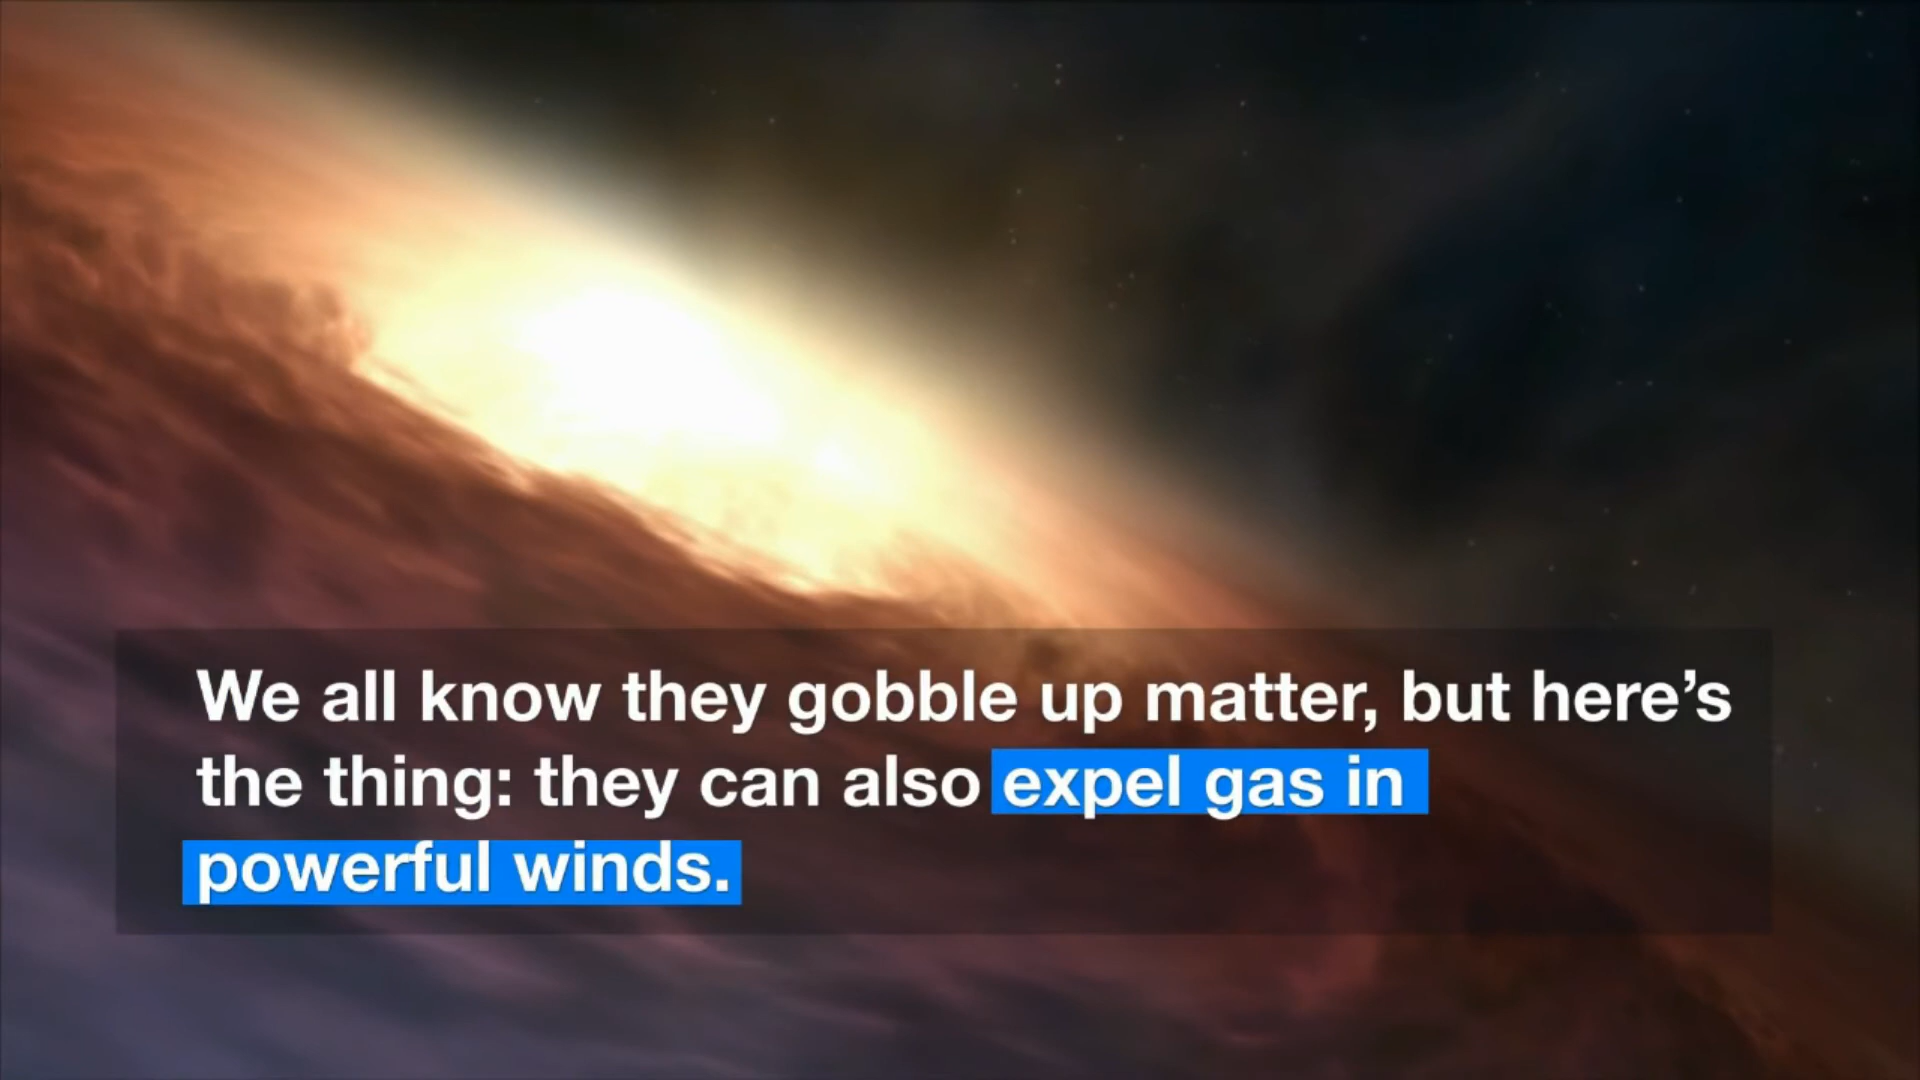 We all know they gobble up matter, but here’s
the thing: they can also expel gas in
powerful winds.